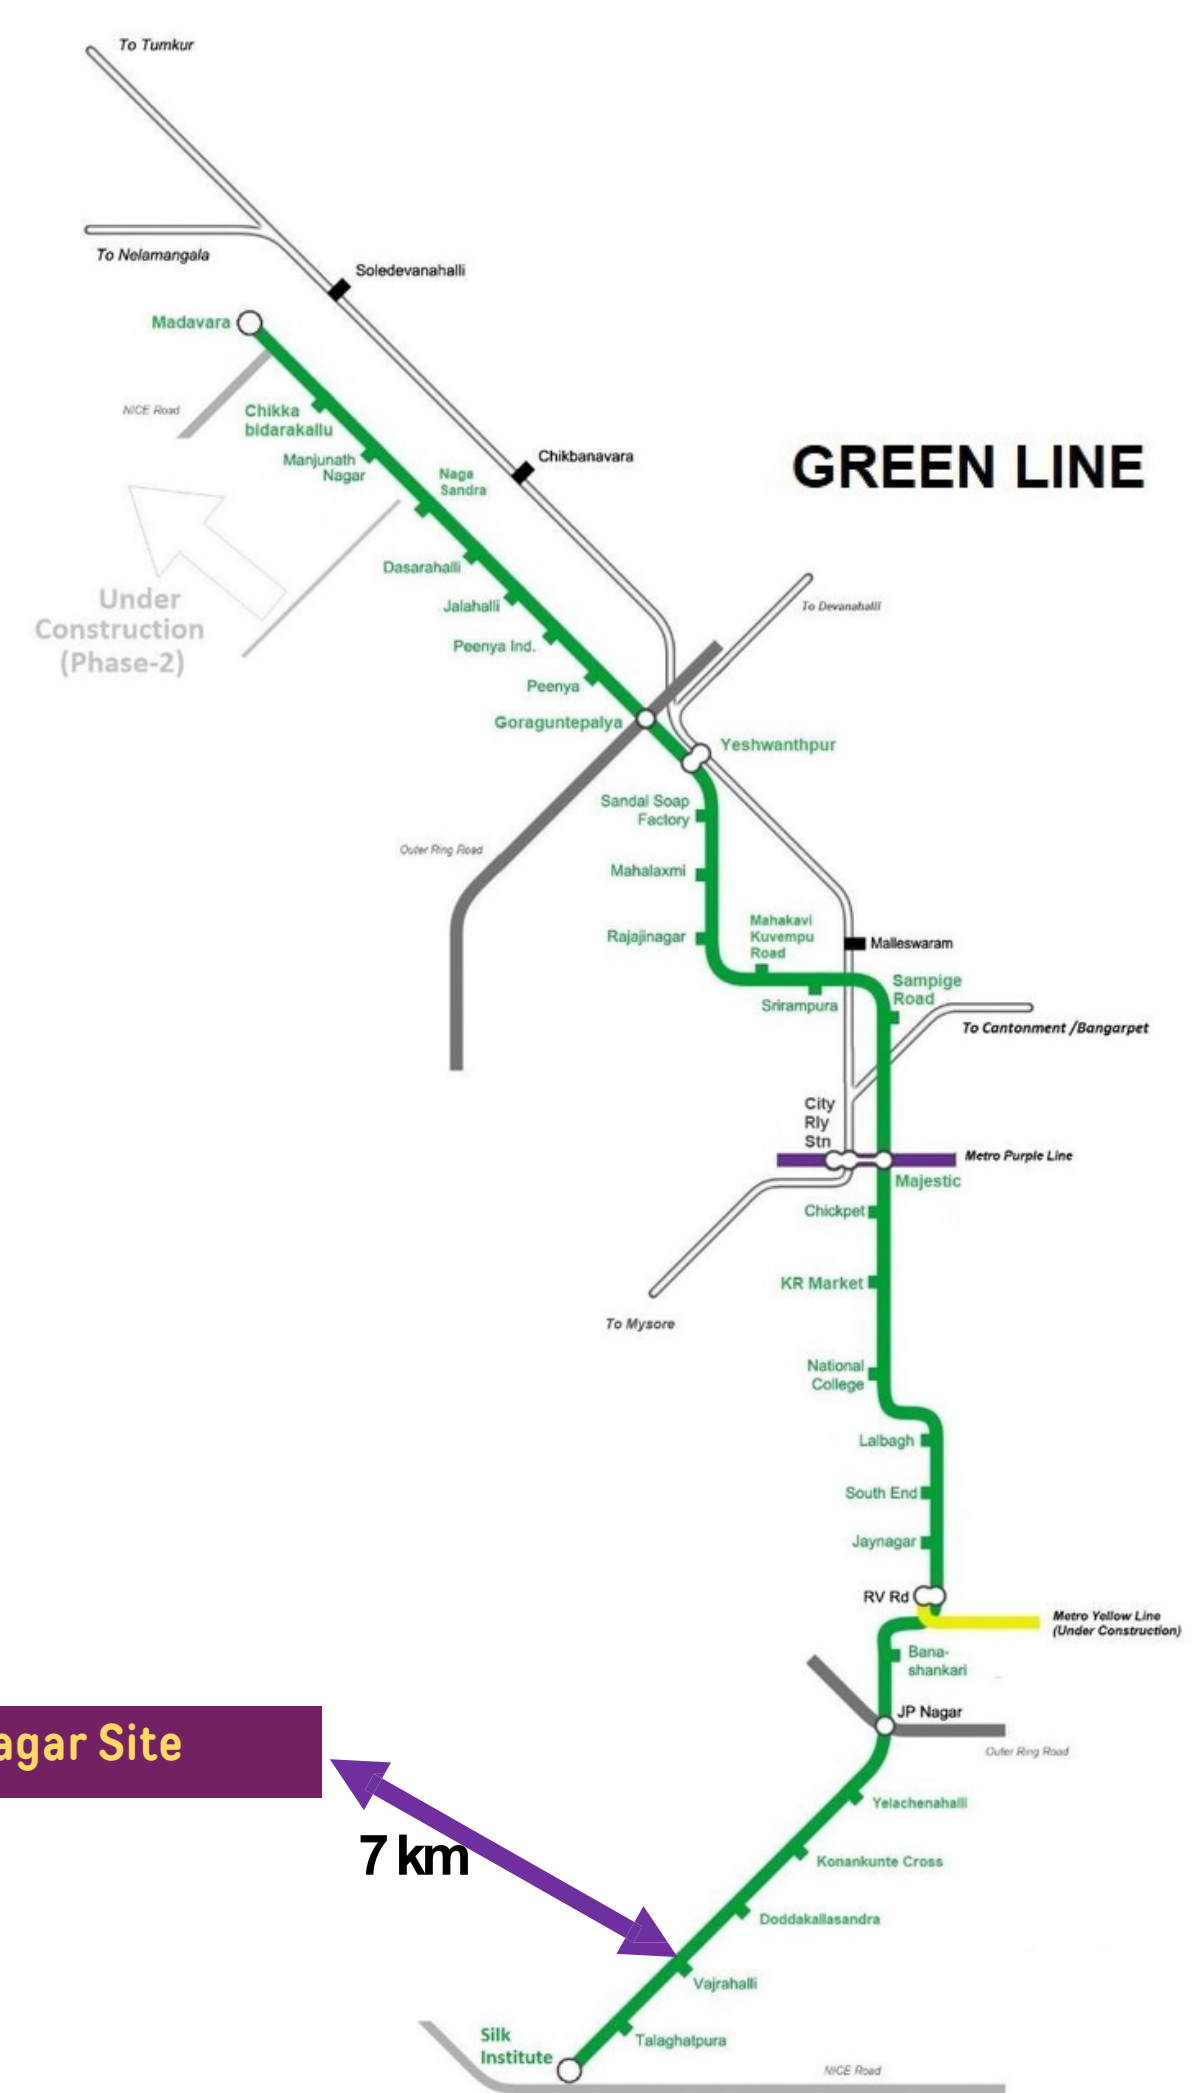 To Tumkur
To Nelamangala
Soledevanahalli
Madavara
NICE Road
Chikka
bidarakallu
Manjunath
Nagar
Naga
Sandra
Chikbanavara
GREEN LINE
Under
Construction
(Phase-2)
Dasarahalli
Jalahalli
To Devanahalli
Peenya Ind.
Peenya
Goraguntepalya
Yeshwanthpur
Sandal Soap
Factory
Outer Ring Road
Mahalaxmi
Rajajinagar
Mahakavi
Kuvempu
Road
Malleswaram
Srirampura
Sampige
Road
To Cantonment /Bangarpet
City
Rly
Stn
Metro Purple Line
Majestic
Chickpet
KR Market
To Mysore
National
College
Lalbagh
South End
Jaynagar
RV Rd
Metro Yellow Line
(Under Construction)
Bana-
shankari
JP Nagar
Outer Ring Road
agar Site
7 km
Yelachenahalli
Konankunte Cross
Doddakallasandra
Vajrahalli
Talaghatpura
Silk
Institute
NICE Road